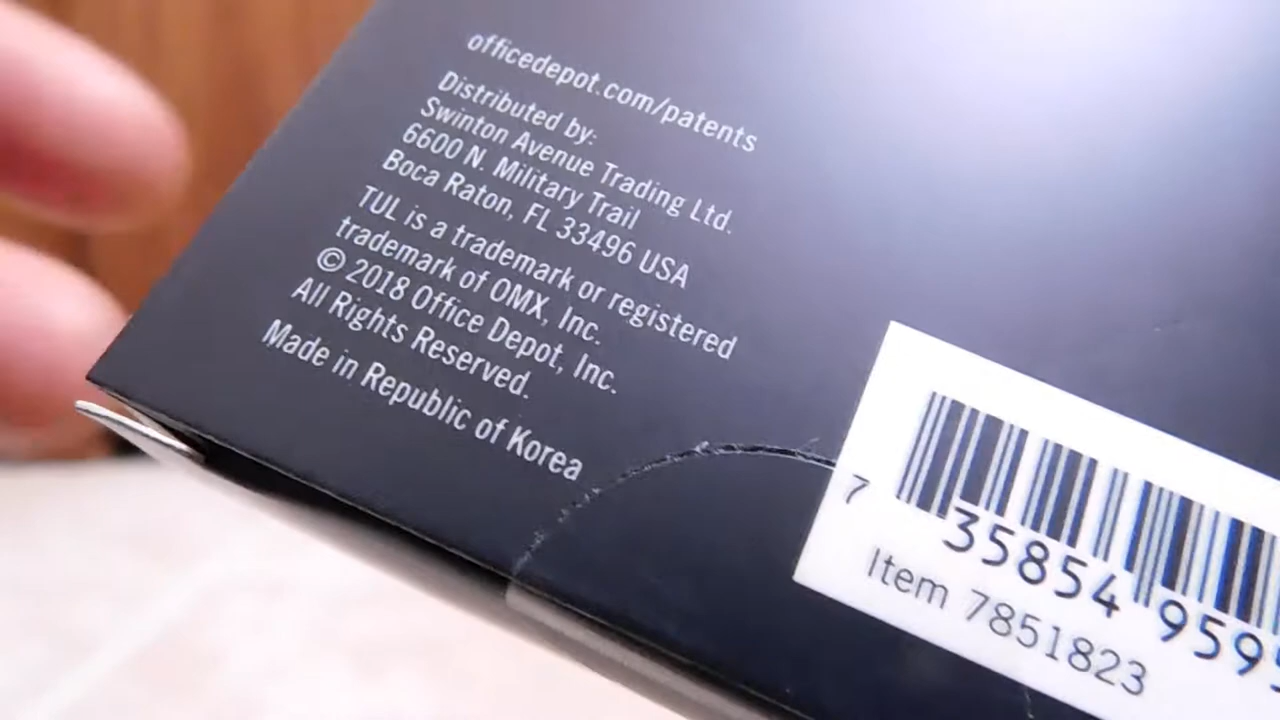 officedepot.com/patents
Distributed by:
Swinton Avenue Trading Ltd.
6600 N. Military Trail
Boca Raton, FL 33496 USA
TUL is a trademark or registered
trademark of OMX, Inc.
© 2018 Office Depot, Inc.
All Rights Reserved.
Made in Republic of Korea
7 35854 9595
Item 7851823